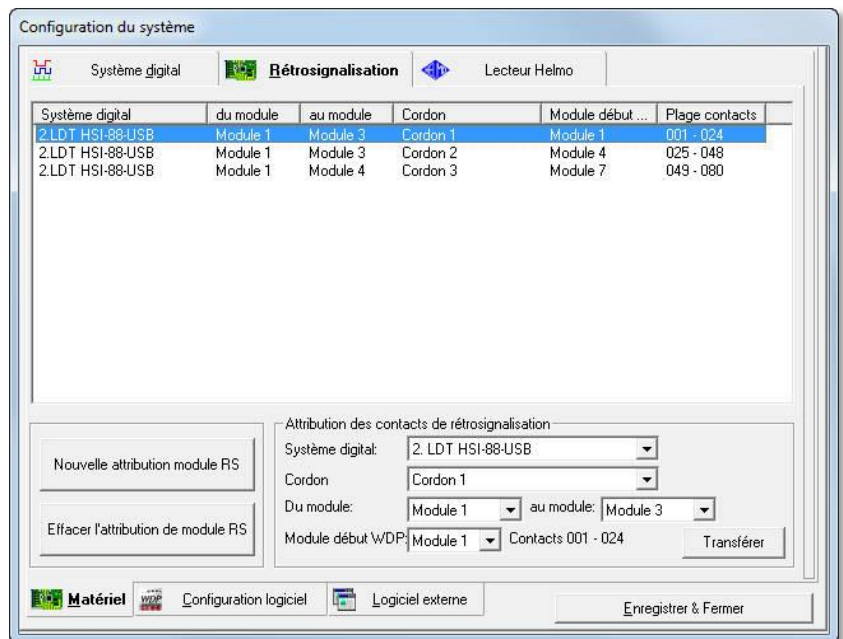 Configuration du système
Système digital Rétrosignalisation Lecteur Helmo
Système digital du module au module Cordon Module début ... Plage contacts
2.LDT HSI-88-USB Module 1 Module 3 Cordon 1 Module 1 001 - 024
2.LDT HSI-88-USB Module 1 Module 3 Cordon 2 Module 4 025 - 048
2.LDT HSI-88-USB Module 1 Module 4 Cordon 3 Module 7 049 - 080
Attribution des contacts de rétrosignalisation
Nouvelle attribution module RS
Effacer l'attribution de module RS
Système digital: 2. LDT HSI-88-USB
Cordon Cordon 1
Du module: Module 1 au module: Module 3
Module début WDP: Module 1 Contacts 001 - 024 Transférer
Matériel WDP Configuration logiciel Logiciel externe
Enregistrer & Fermer